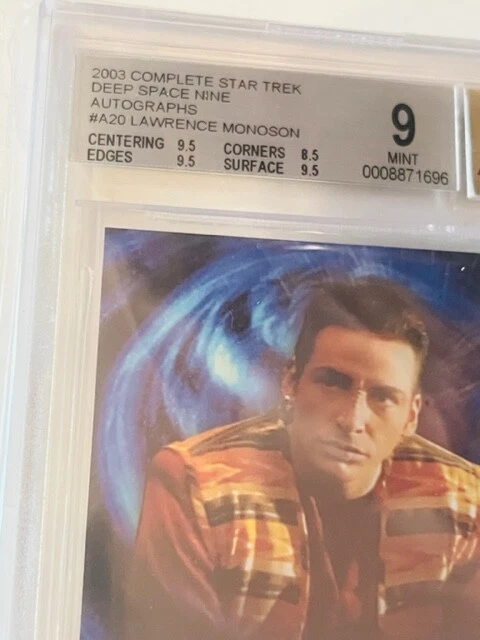 2003 COMPLETE STAR TREK
DEEP SPACE NINE
AUTOGRAPHS
#A20 LAWRENCE MONOSON
CENTERING 9.5 CORNERS 8.5
EDGES 9.5 SURFACE 9.5
9
MINT
0008871696